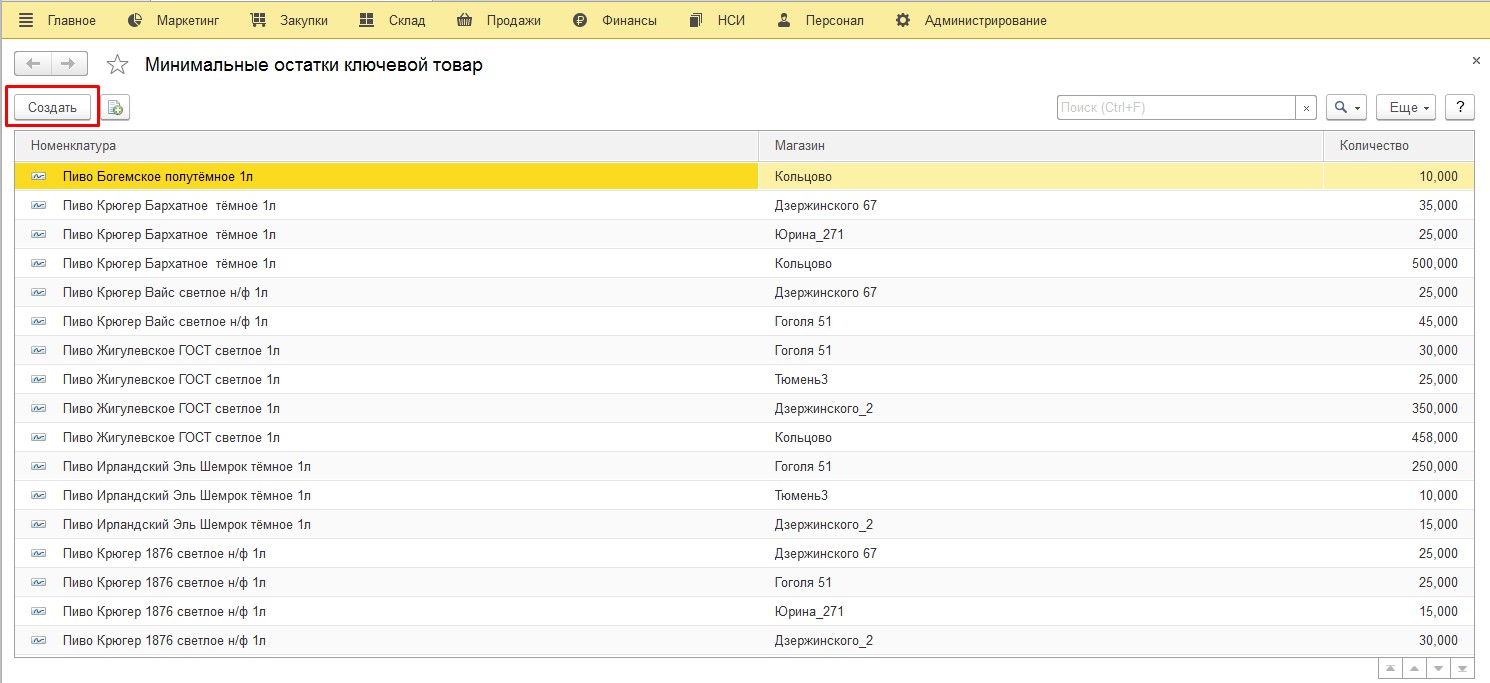 Главное Маркетинг Закупки Склад Продажи Финансы НСИ Персонал Администрирование
Минимальные остатки ключевой товар ×
Создать Поиск (Ctrl+F) × Еще ?
Номенклатура Магазин Количество
Пиво Богемское полутёмное 1л Кольцово 10,000
Пиво Крюгер Бархатное  тёмное 1л Дзержинского 67 35,000
Пиво Крюгер Бархатное  тёмное 1л Юрина_271 25,000
Пиво Крюгер Бархатное  тёмное 1л Кольцово 500,000
Пиво Крюгер Вайс светлое н/ф 1л Дзержинского 67 25,000
Пиво Крюгер Вайс светлое н/ф 1л Гоголя 51 45,000
Пиво Жигулевское ГОСТ светлое 1л Гоголя 51 30,000
Пиво Жигулевское ГОСТ светлое 1л Тюмень3 25,000
Пиво Жигулевское ГОСТ светлое 1л Дзержинского_2 350,000
Пиво Жигулевское ГОСТ светлое 1л Кольцово 458,000
Пиво Ирландский Эль Шемрок тёмное 1л Гоголя 51 250,000
Пиво Ирландский Эль Шемрок тёмное 1л Тюмень3 10,000
Пиво Ирландский Эль Шемрок тёмное 1л Дзержинского_2 15,000
Пиво Крюгер 1876 светлое н/ф 1л Дзержинского 67 25,000
Пиво Крюгер 1876 светлое н/ф 1л Гоголя 51 25,000
Пиво Крюгер 1876 светлое н/ф 1л Юрина_271 15,000
Пиво Крюгер 1876 светлое н/ф 1л Дзержинского_2 30,000